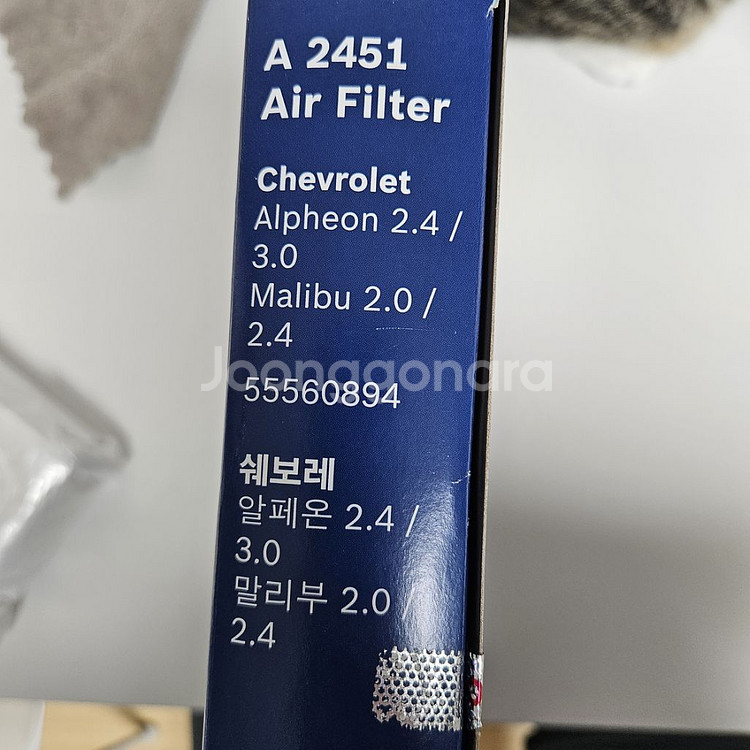 A 2451
Air Filter
Chevrolet
Alpheon 2.4 /
3.0
Malibu 2.0 /
2.4
Joonggonara
55560894
쉐보레
알페온 2.4 /
3.0
말리부 2.0 /
2.4